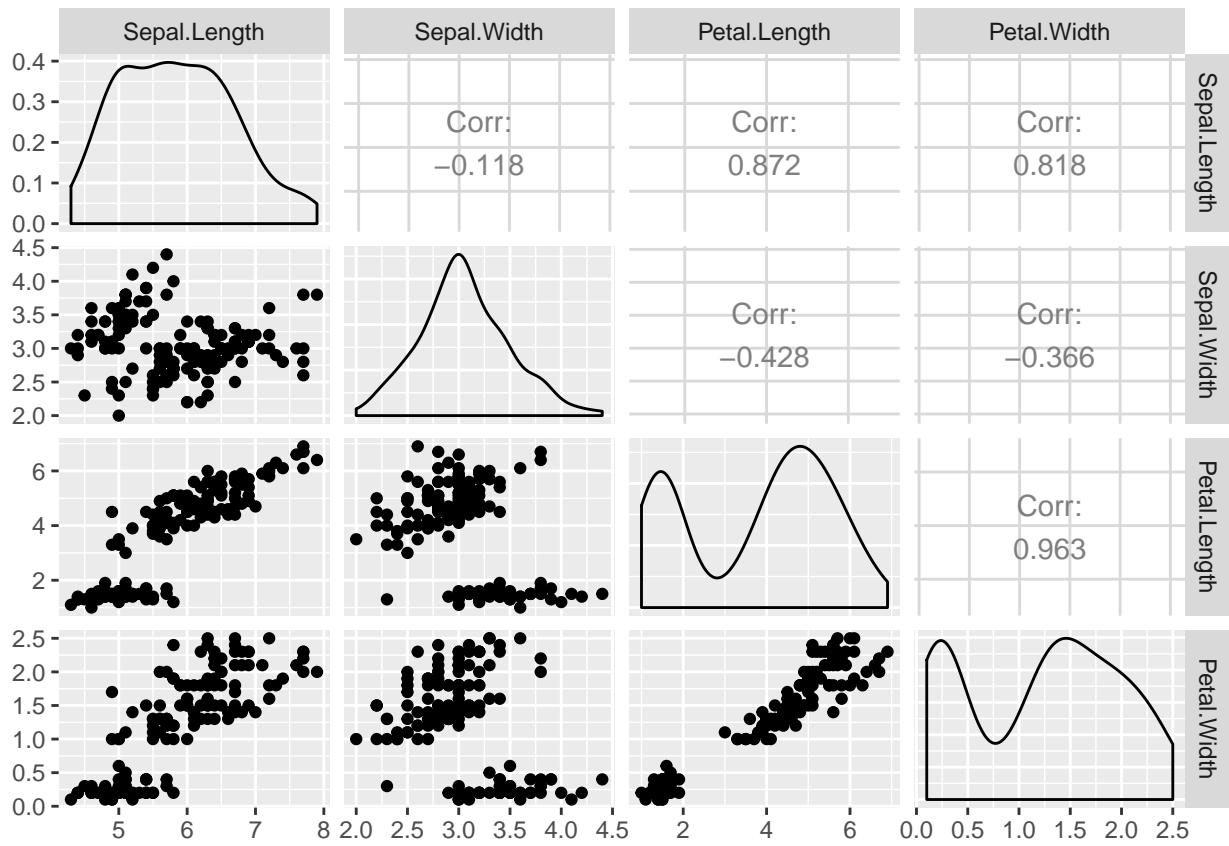 Sepal.Length Sepal.Width Petal.Length Petal.Width
0.4
0.3
0.2
0.1
0.0
Corr:
−0.118
Corr:
0.872
Corr:
0.818
Sepal.Length
4.5
4.0
3.5
3.0
2.5
2.0
Corr:
−0.428
Corr:
−0.366
Sepal.Width
6
4
2
Corr:
0.963
Petal.Length
2.5
2.0
1.5
1.0
0.5
0.0
Petal.Width
5 6 7 8 2.0 2.5 3.0 3.5 4.0 4.5 2 4 6 0.0 0.5 1.0 1.5 2.0 2.5